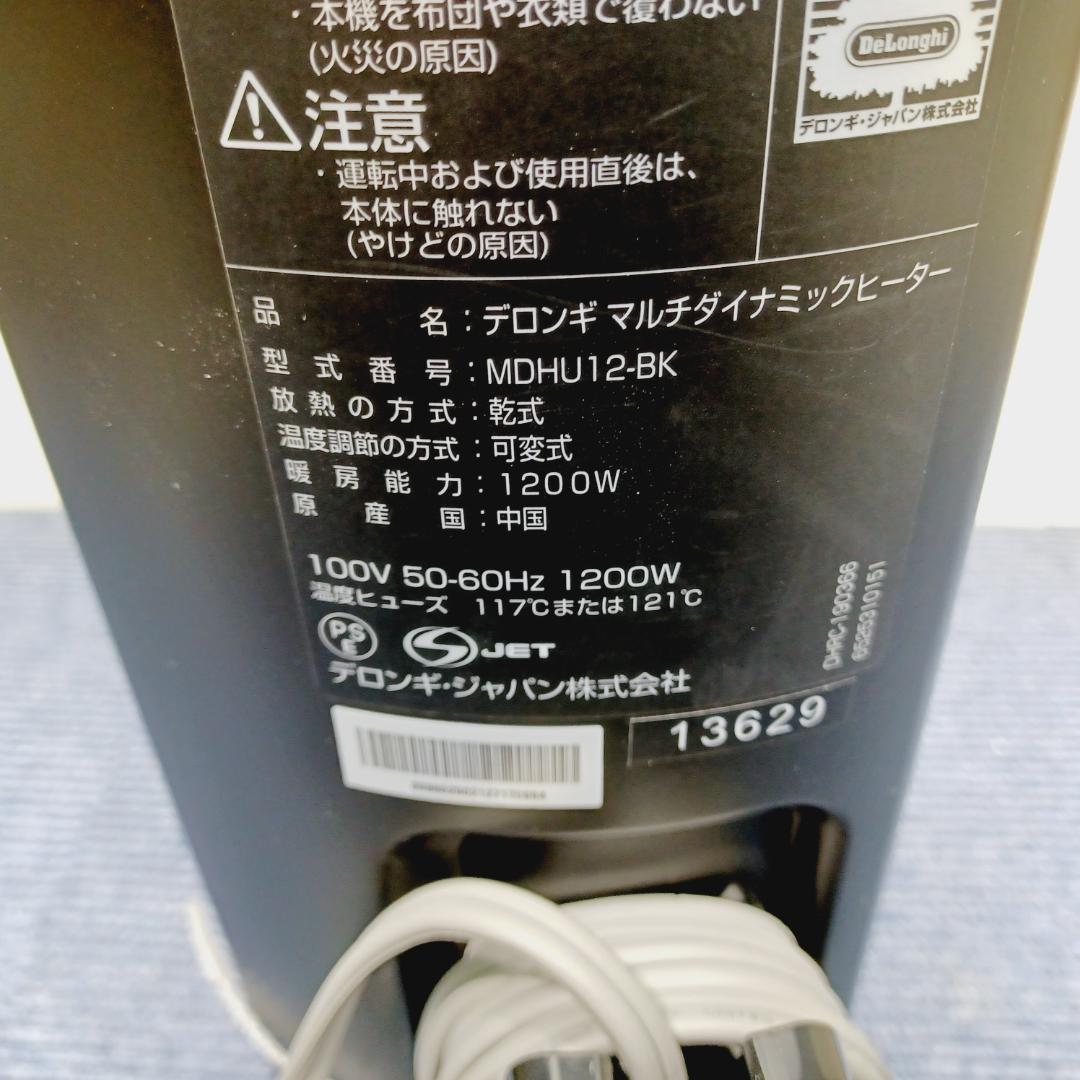 ・本機を布団や衣類で覆わない
(火災の原因)
注意
・運転中および使用直後は、
本体に触れない
(やけどの原因)
DeLonghi
デロンギ・ジャパン株式会社
品名：デロンギ マルチダイナミックヒーター
型式番号：MDHU12-BK
放熱の方式：乾式
温度調節の方式：可変式
暖房能力：1200W
原産国：中国
100V 50-60Hz 1200W
温度ヒューズ 117℃または121℃
PSE
S JET
デロンギ・ジャパン株式会社
DHRC-190366
6525310151
13629